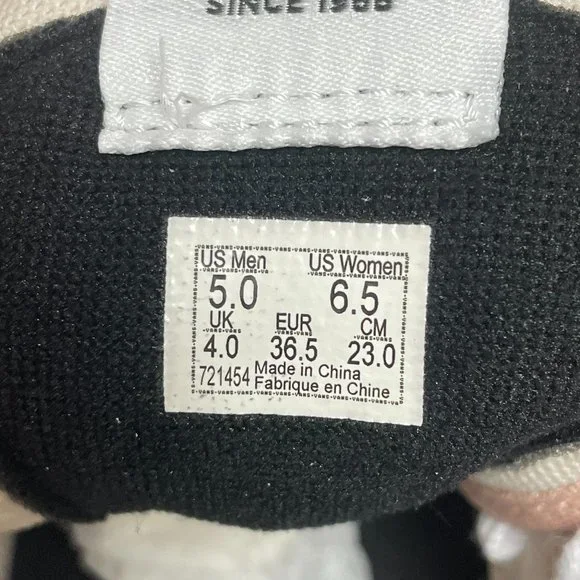 SINCE 1966
US Men US Women
5.0 6.5
UK EUR CM
4.0 36.5 23.0
721454 Made in China
Fabrique en Chine